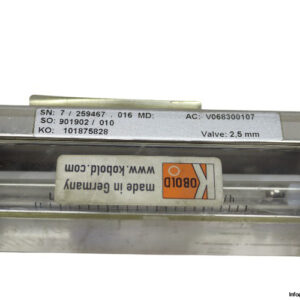 SN: 7 / 259467 . 016 MD: AC: V068300107
SO: 901902 / 010
KO: 101875828 Valve: 2,5 mm
KOBOLD
made in Germany
www.kobold.com